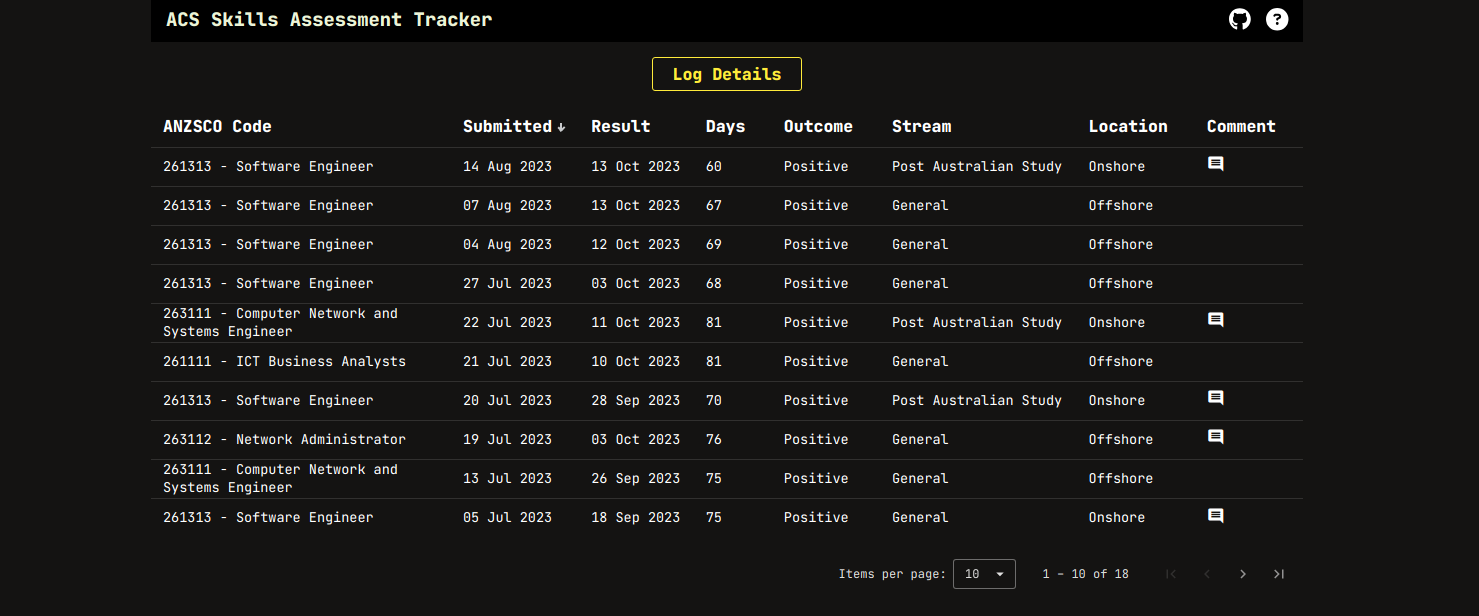 ACS Skills Assessment Tracker
?
Log Details
ANZSCO Code Submitted Result Days Outcome Stream Location Comment
261313 - Software Engineer 14 Aug 2023 13 Oct 2023 60 Positive Post Australian Study Onshore
261313 - Software Engineer 07 Aug 2023 13 Oct 2023 67 Positive General Offshore
261313 - Software Engineer 04 Aug 2023 12 Oct 2023 69 Positive General Offshore
261313 - Software Engineer 27 Jul 2023 03 Oct 2023 68 Positive General Offshore
263111 - Computer Network and
Systems Engineer 22 Jul 2023 11 Oct 2023 81 Positive Post Australian Study Onshore
261111 - ICT Business Analysts 21 Jul 2023 10 Oct 2023 81 Positive General Offshore
261313 - Software Engineer 20 Jul 2023 28 Sep 2023 70 Positive Post Australian Study Onshore
263112 - Network Administrator 19 Jul 2023 03 Oct 2023 76 Positive General Offshore
263111 - Computer Network and
Systems Engineer 13 Jul 2023 26 Sep 2023 75 Positive General Offshore
261313 - Software Engineer 05 Jul 2023 18 Sep 2023 75 Positive General Onshore
Items per page: 10 1 – 10 of 18